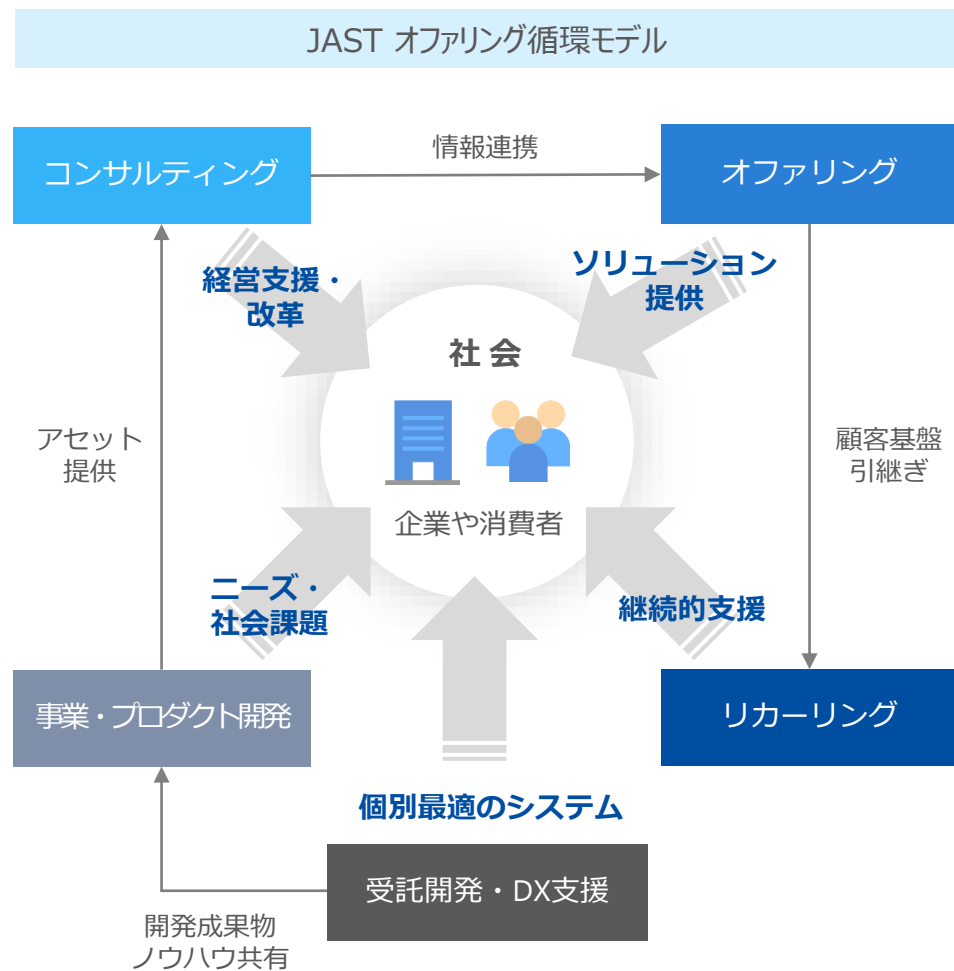 JAST オファリング循環モデル
コンサルティング
情報連携
オファリング
経営支援・
改革
ソリューション
提供
社会
アセット
提供
顧客基盤
引継ぎ
企業や消費者
ニーズ・
社会課題
継続的支援
事業・プロダクト開発
リカーリング
個別最適のシステム
受託開発・DX支援
開発成果物
ノウハウ共有